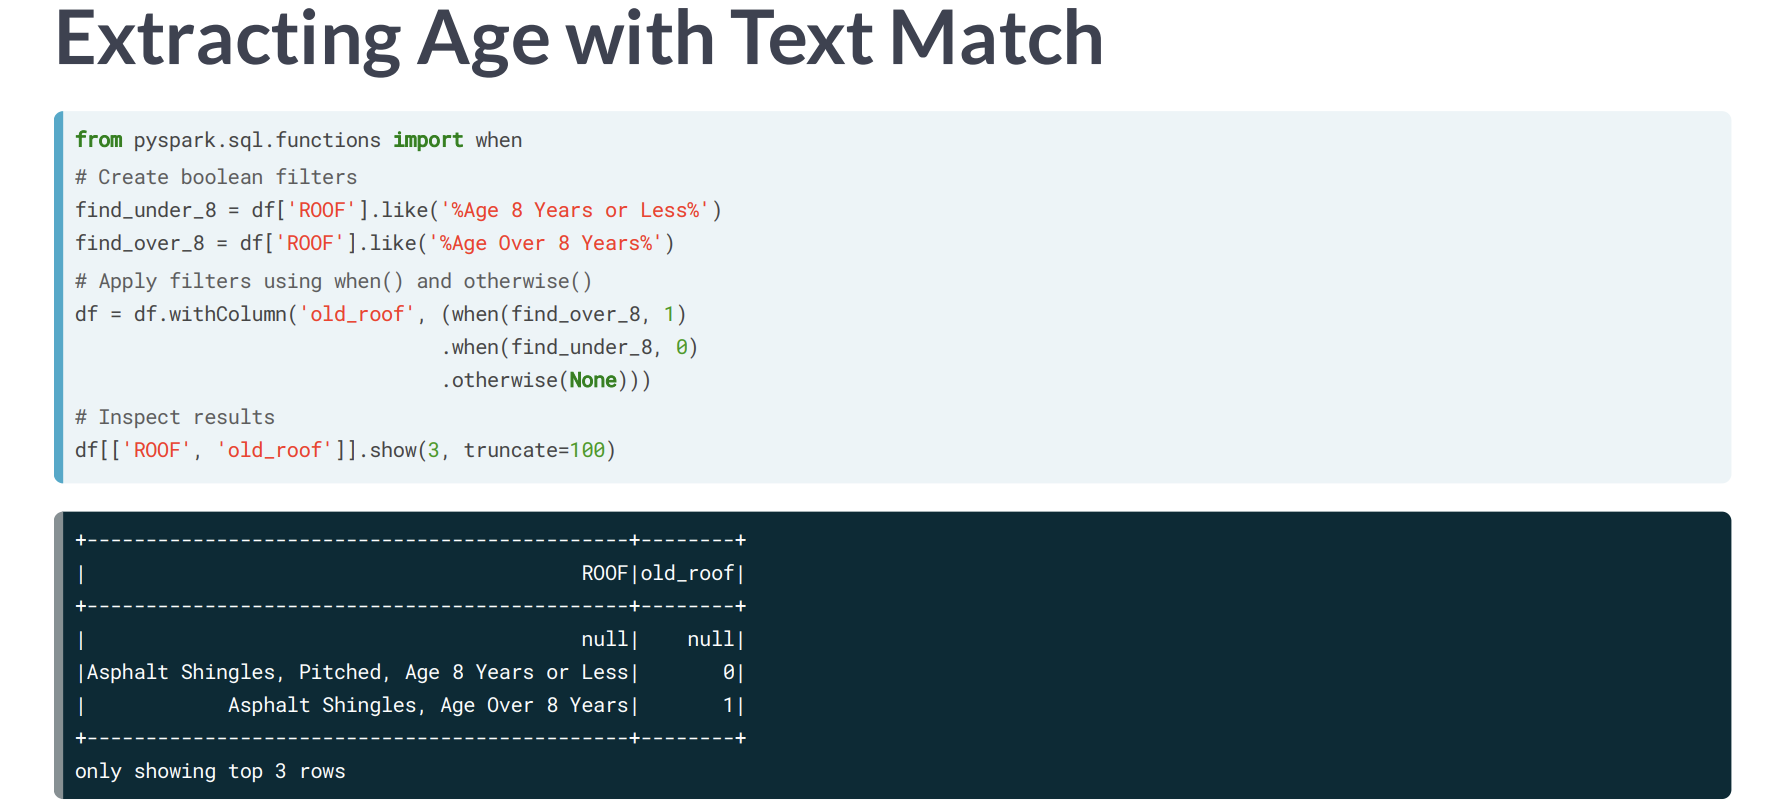 Extracting Age with Text Match
from pyspark.sql.functions import when
# Create boolean filters
find_under_8 = df['ROOF'].like('%Age 8 Years or Less%')
find_over_8 = df['ROOF'].like('%Age Over 8 Years%')
# Apply filters using when() and otherwise()
df = df.withColumn('old_roof', (when(find_over_8, 1)
                               .when(find_under_8, 0)
                               .otherwise(None)))
# Inspect results
df[['ROOF', 'old_roof']].show(3, truncate=100)
+----------------------------------------------+--------+
|                                          ROOF|old_roof|
+----------------------------------------------+--------+
|                                          null|    null|
|Asphalt Shingles, Pitched, Age 8 Years or Less|       0|
|            Asphalt Shingles, Age Over 8 Years|       1|
+----------------------------------------------+--------+
only showing top 3 rows